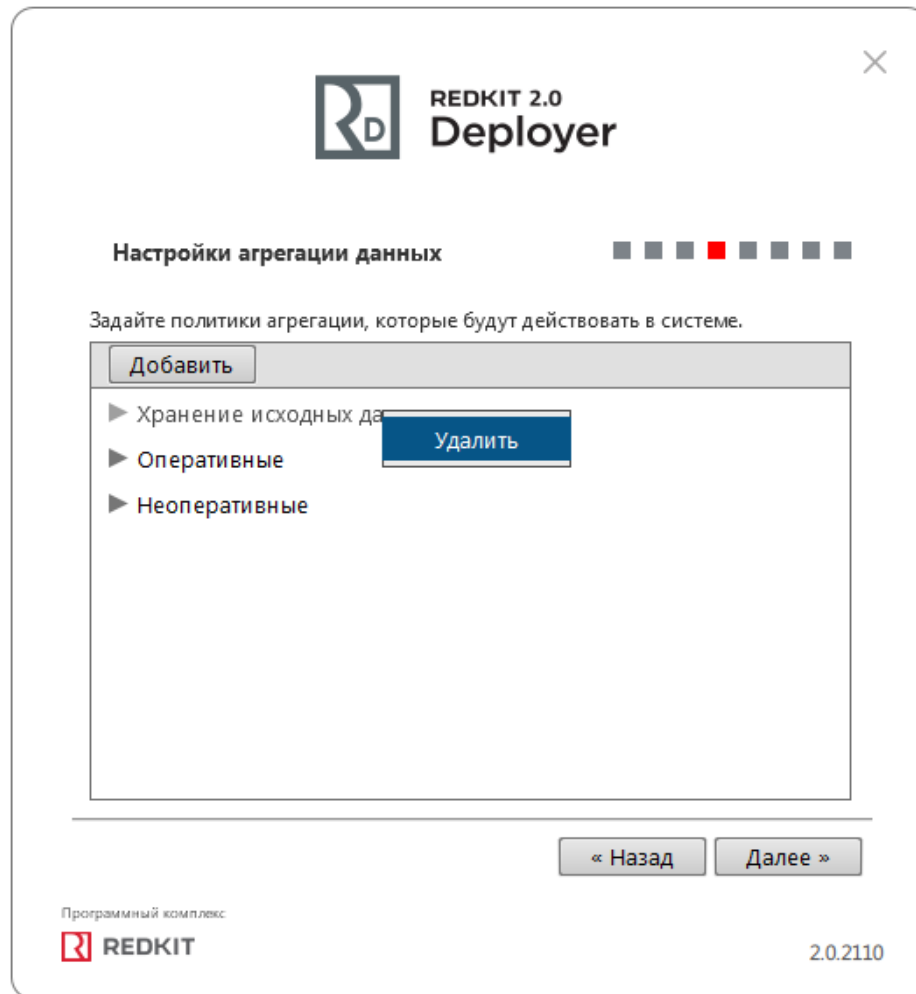 REDKIT 2.0
Deployer
Настройки агрегации данных
Задайте политики агрегации, которые будут действовать в системе.
Добавить
Хранение исходных
Удалить
Оперативные
Неоперативные
« Назад
Далее »
Программный комплекс
REDKIT
2.0.2110